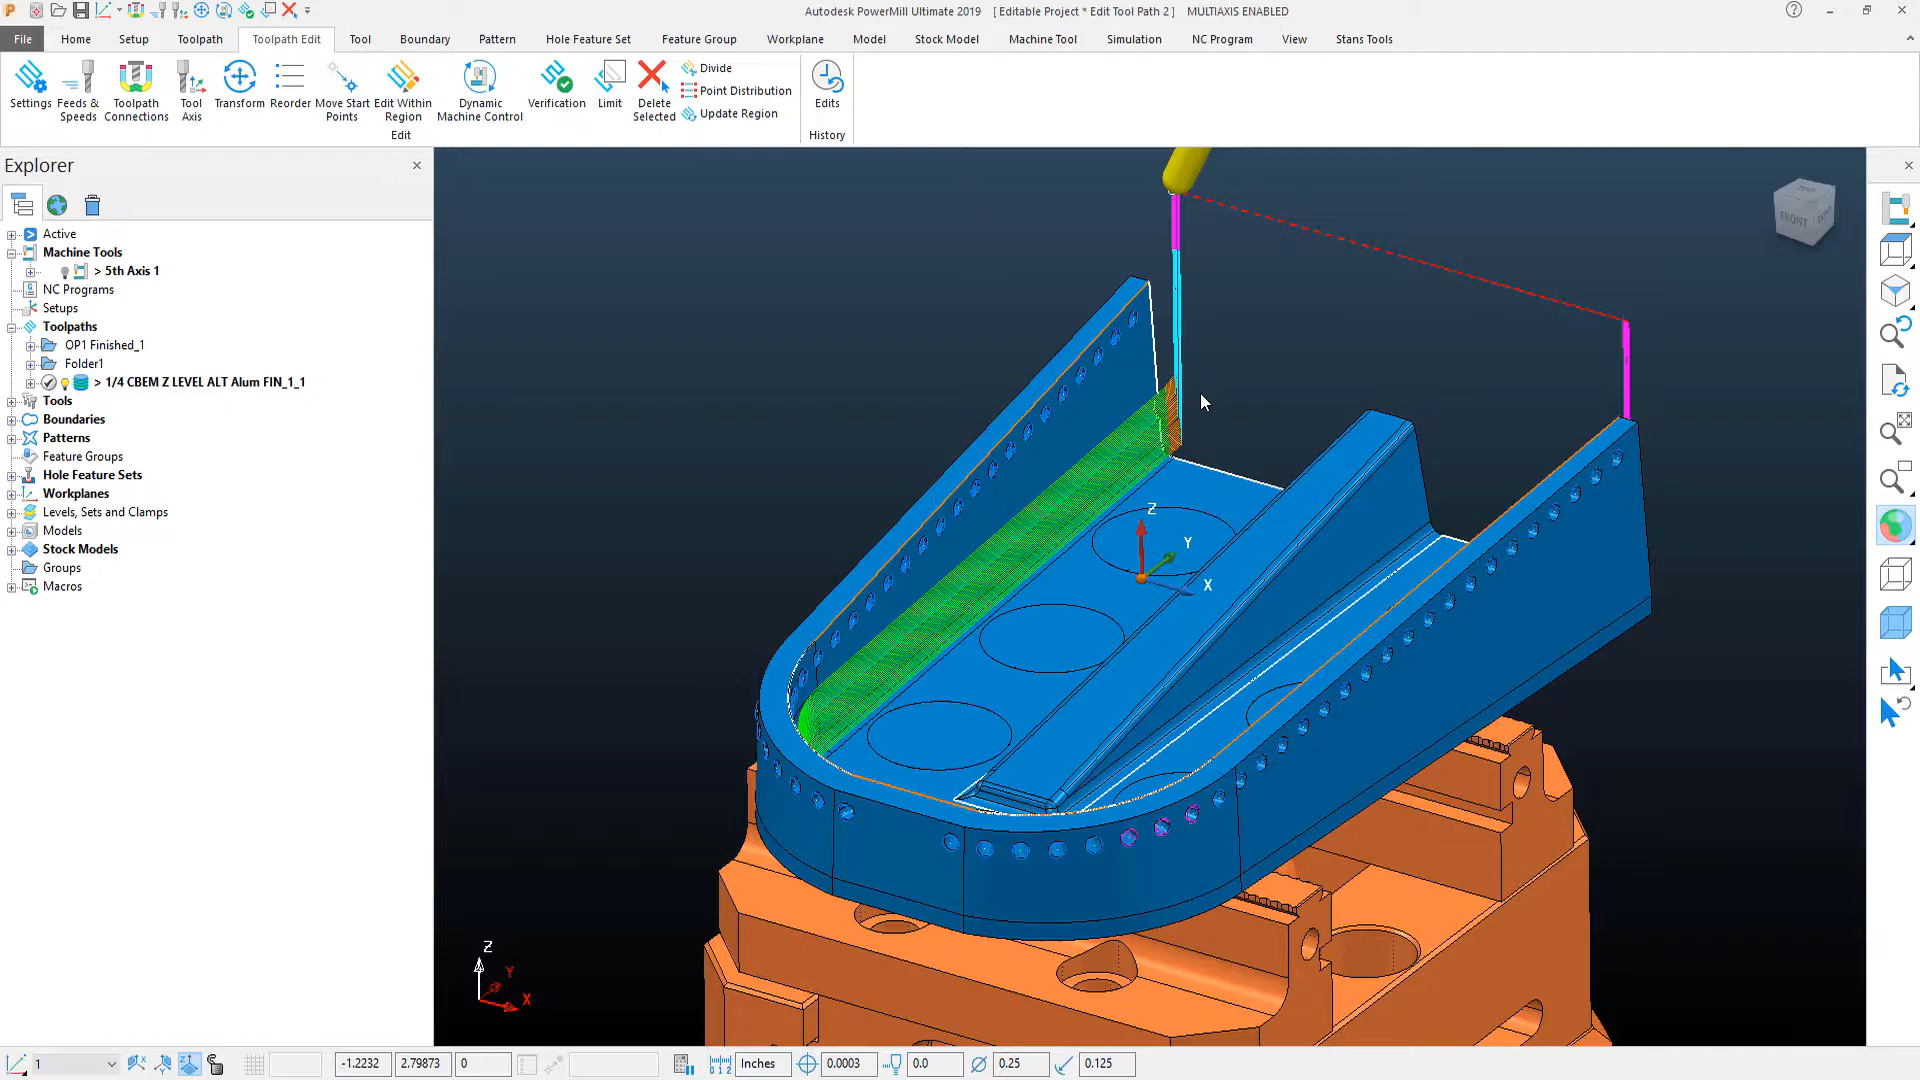 Autodesk PowerMill Ultimate 2019 [ Editable Project * Edit Tool Path 2 ] MULTIAXIS ENABLED
File Home Setup Toolpath Toolpath Edit Tool Boundary Pattern Hole Feature Set Feature Group Workplane Model Stock Model Machine Tool Simulation NC Program View Stans Tools
Settings
Feeds & Speeds
Toolpath Connections
Tool Axis
Transform
Reorder
Move Start Points
Edit Within Region
Dynamic Machine Control
Verification
Limit
Delete Selected
Divide
Point Distribution
Update Region
Edits
Edit
History
Explorer
Active
Machine Tools
> 5th Axis 1
NC Programs
Setups
Toolpaths
OP1 Finished_1
Folder1
> 1/4 CBEM Z LEVEL ALT Alum FIN_1_1
Tools
Boundaries
Patterns
Feature Groups
Hole Feature Sets
Workplanes
Levels, Sets and Clamps
Models
Stock Models
Groups
Macros
FRONT
Z
Y
X
Z
Y
X
1 -1.2232 2.79873 0 Inches 0.0003 0.0 0.25 0.125